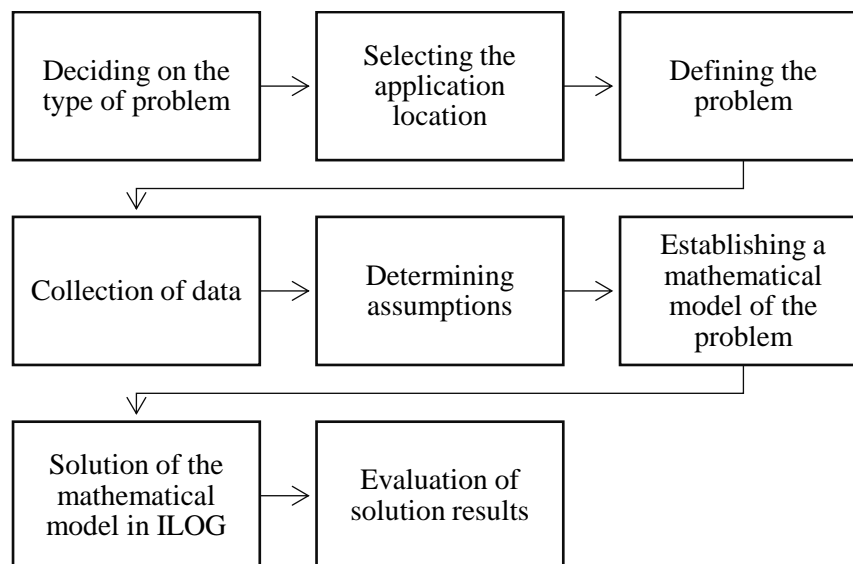 Deciding on the
type of problem
Selecting the
application
location
Defining the
problem
Collection of data
Determining
assumptions
Establishing a
mathematical
model of the
problem
Solution of the
mathematical
model in ILOG
Evaluation of
solution results